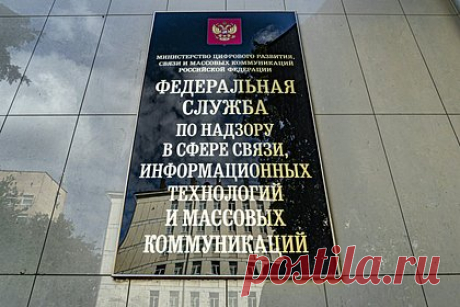 МИНИСТЕРСТВО ЦИФРОВОГО РАЗВИТИЯ,
СВЯЗИ И МАССОВЫХ КОММУНИКАЦИЙ
РОССИЙСКОЙ ФЕДЕРАЦИИ
ФЕДЕРАЛЬНАЯ
СЛУЖБА
ПО НАДЗОРУ
В СФЕРЕ СВЯЗИ,
ИНФОРМАЦИОННЫХ
ТЕХНОЛОГИЙ
И МАССОВЫХ
КОММУНИКАЦИЙ
postila.ru